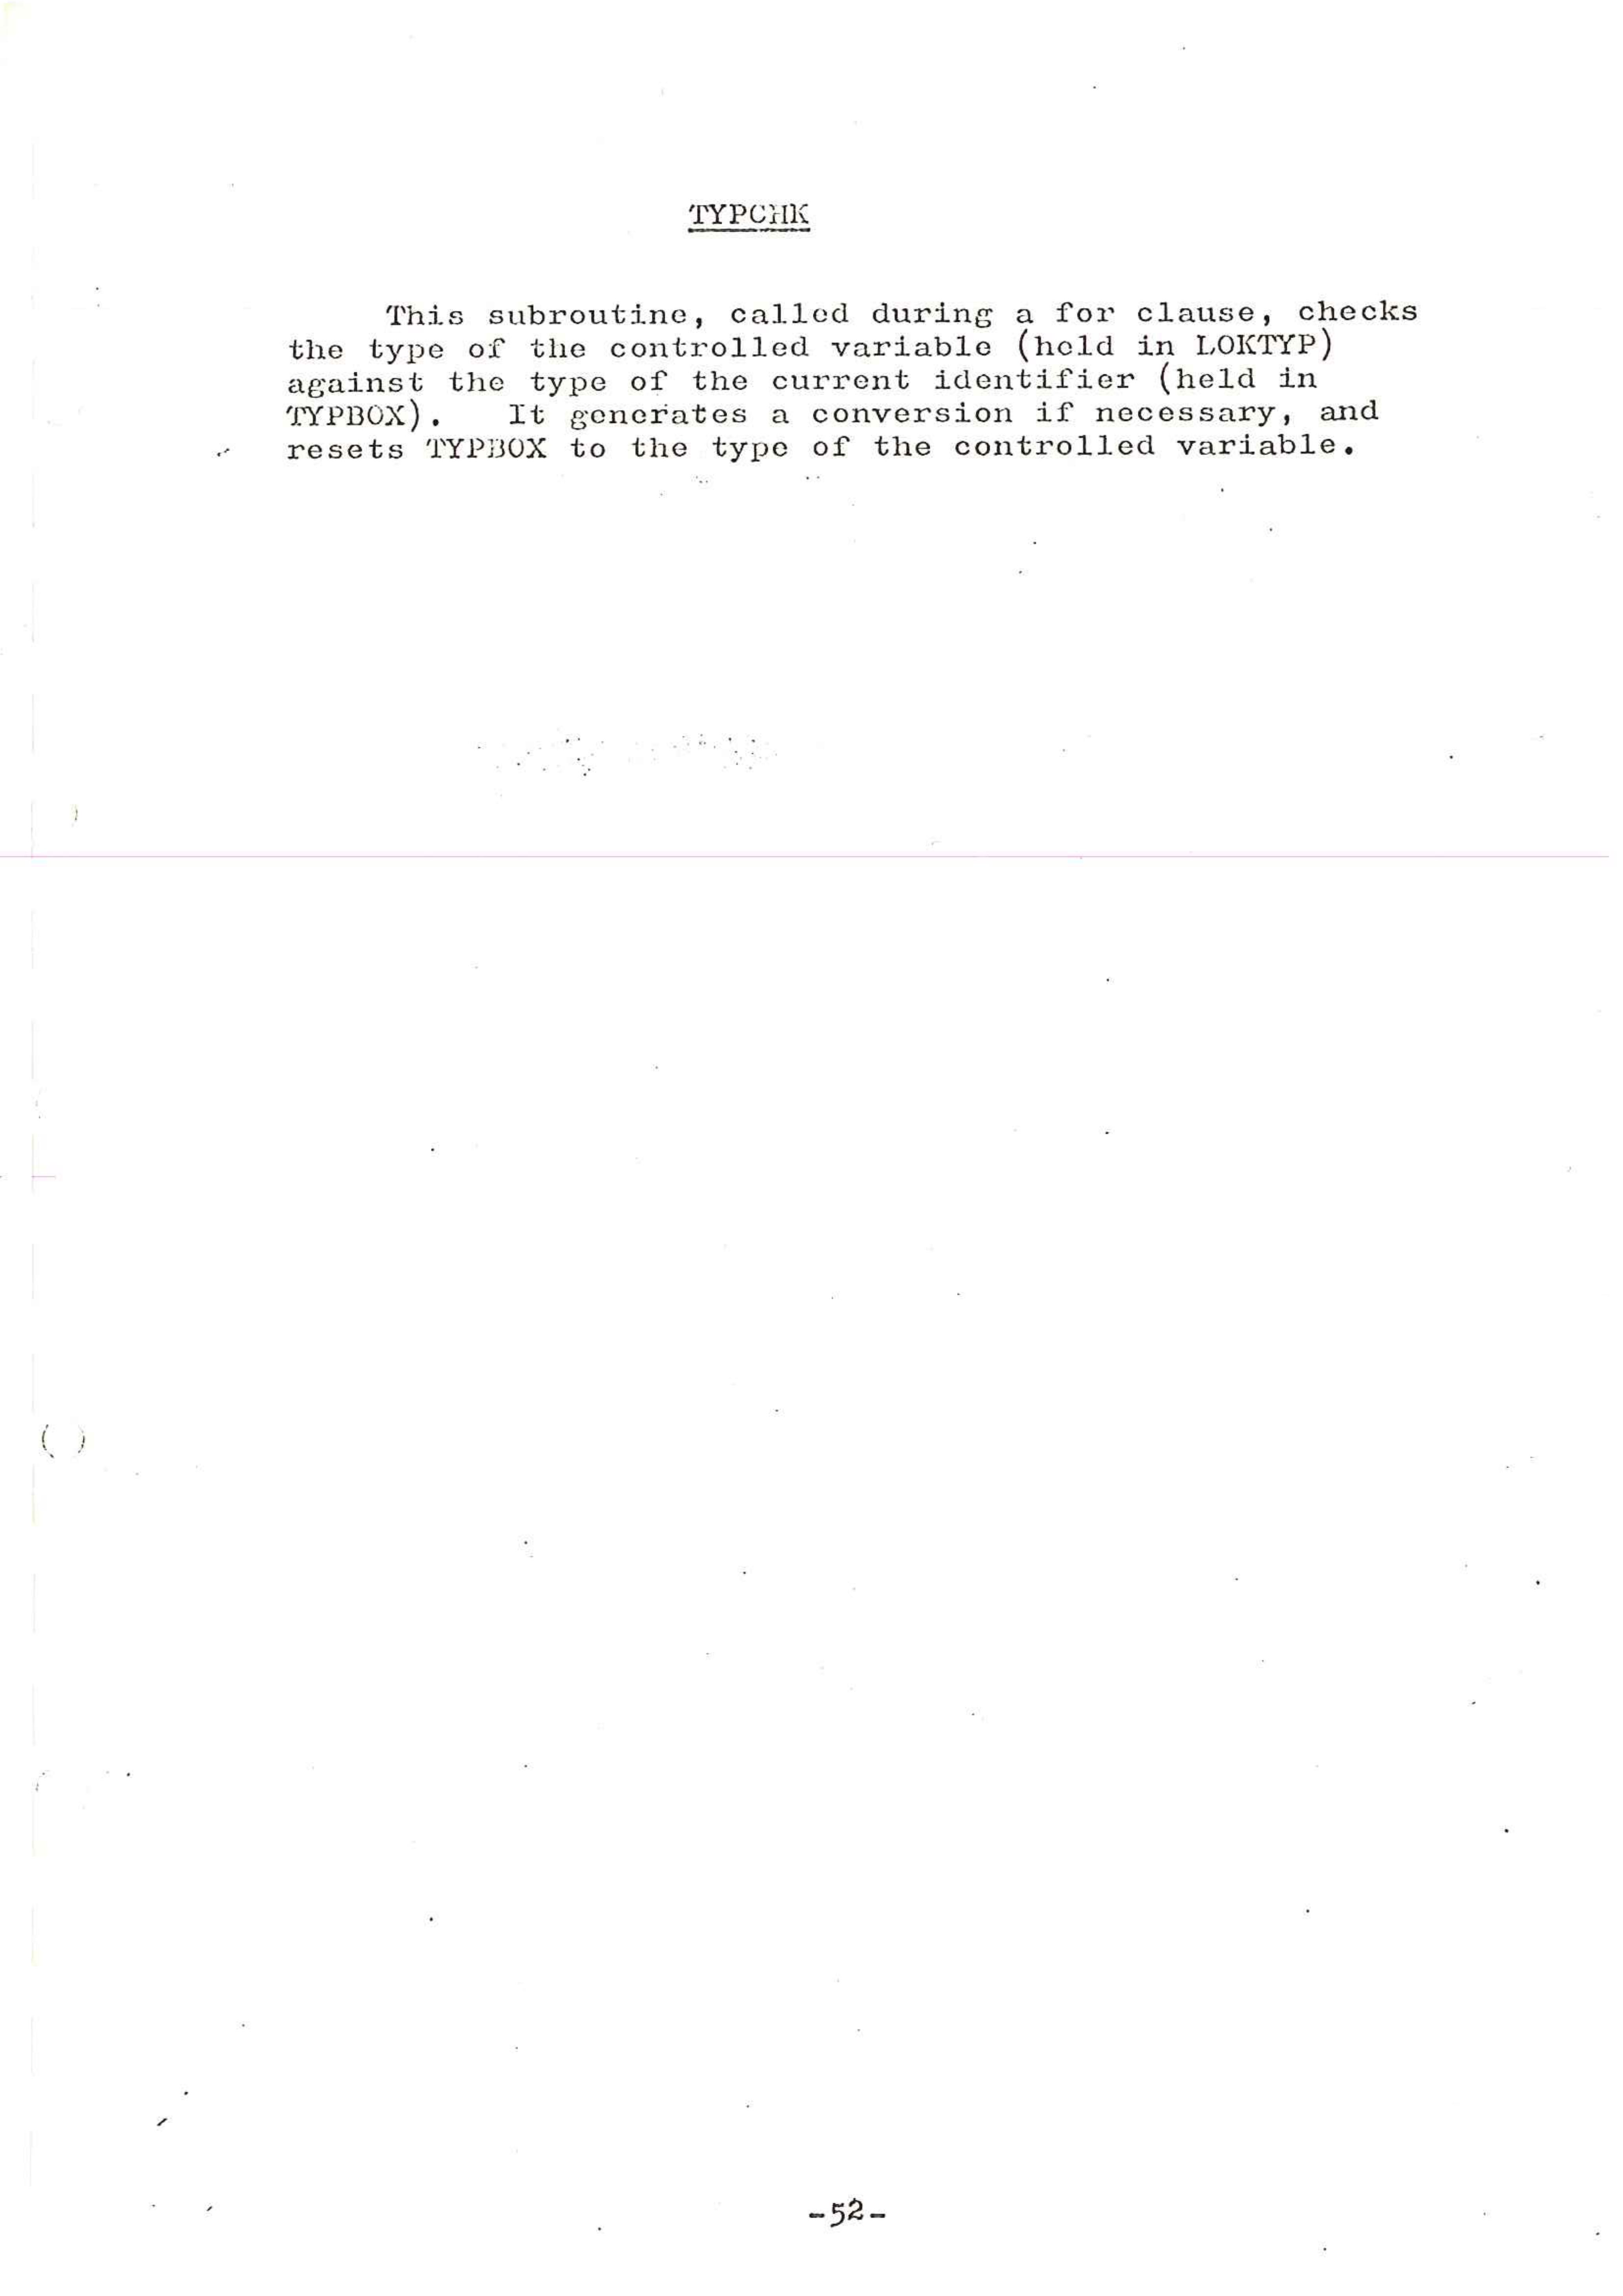 TYPCHK
This subroutine, called during a for clause, checks
the type of the controlled variable (held in LOKTYP)
against the type of the current identifier (held in
TYPBOX).   It generates a conversion if necessary, and
resets TYPBOX to the type of the controlled variable.
-52-